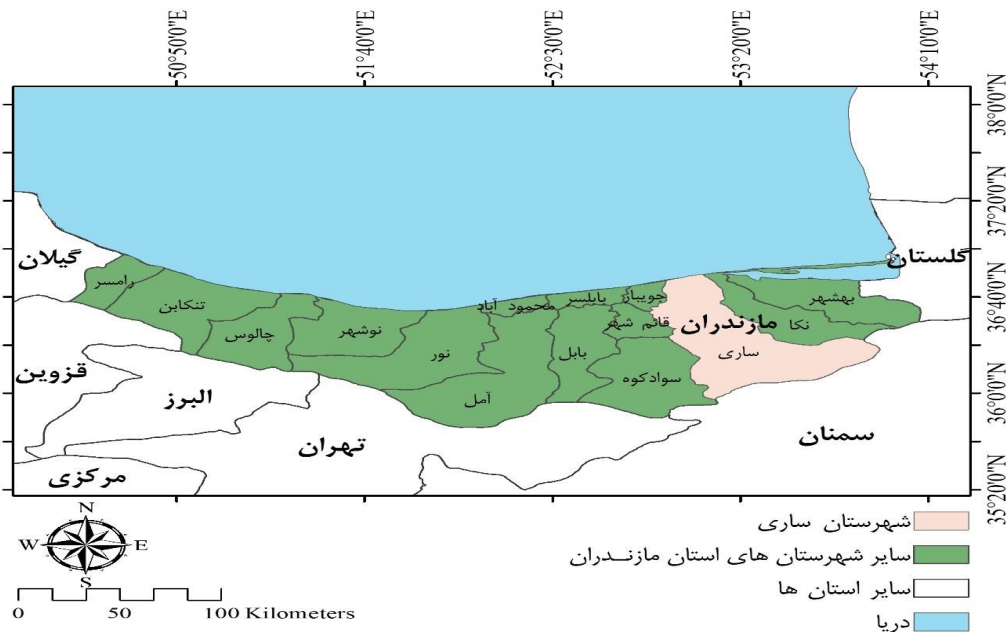 50°50'0"E
51°40'0"E
52°30'0"E
53°20'0"E
54°10'0"E
38°0'0"N
37°20'0"N
36°40'0"N
36°0'0"N
35°20'0"N
گیلان
گلستان
رامسر
تنکابن
چالوس
نوشهر
نور
محمود آباد
بابلسر
جویبار
بهشهر
نکا
مازندران
قائم شهر
ساری
بابل
سوادکوه
آمل
قزوین
البرز
تهران
سمنان
مرکزی
N
W E
S
0 50 100 Kilometers
شهرستان ساری
سایر شهرستان های استان مازنــدران
سایر استان ها
دریا